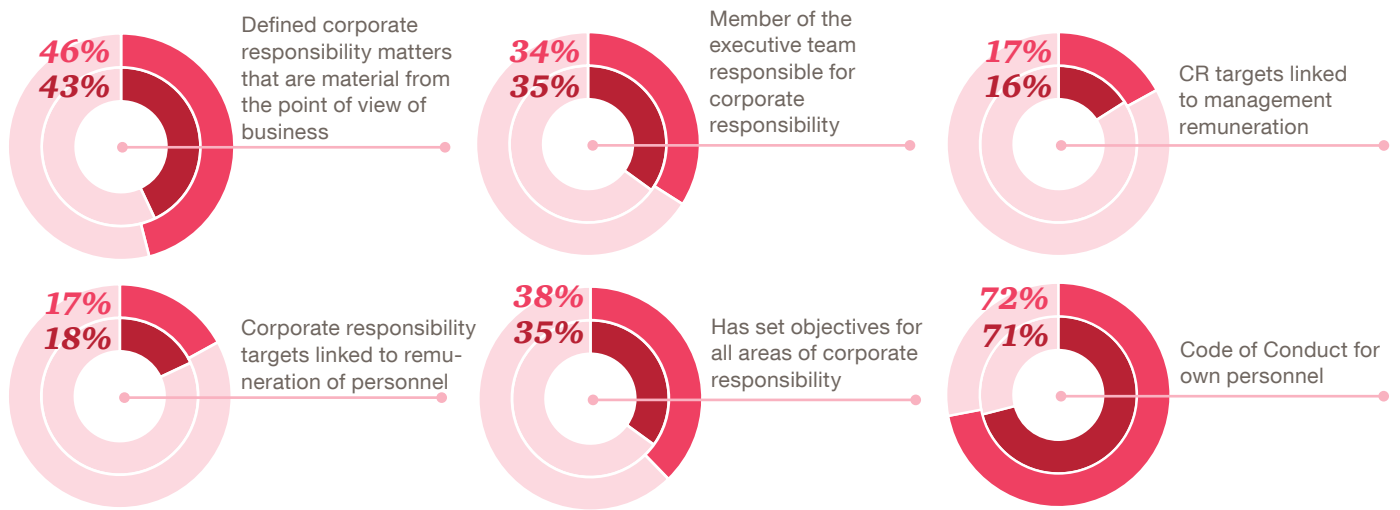 46%
43%
Defined corporate
responsibility matters
that are material from
the point of view of
business
34%
35%
Member of the
executive team
responsible for
corporate
responsibility
17%
16%
CR targets linked
to management
remuneration
17%
18%
Corporate responsibility
targets linked to remu-
neration of personnel
38%
35%
Has set objectives for
all areas of corporate
responsibility
72%
71%
Code of Conduct for
own personnel